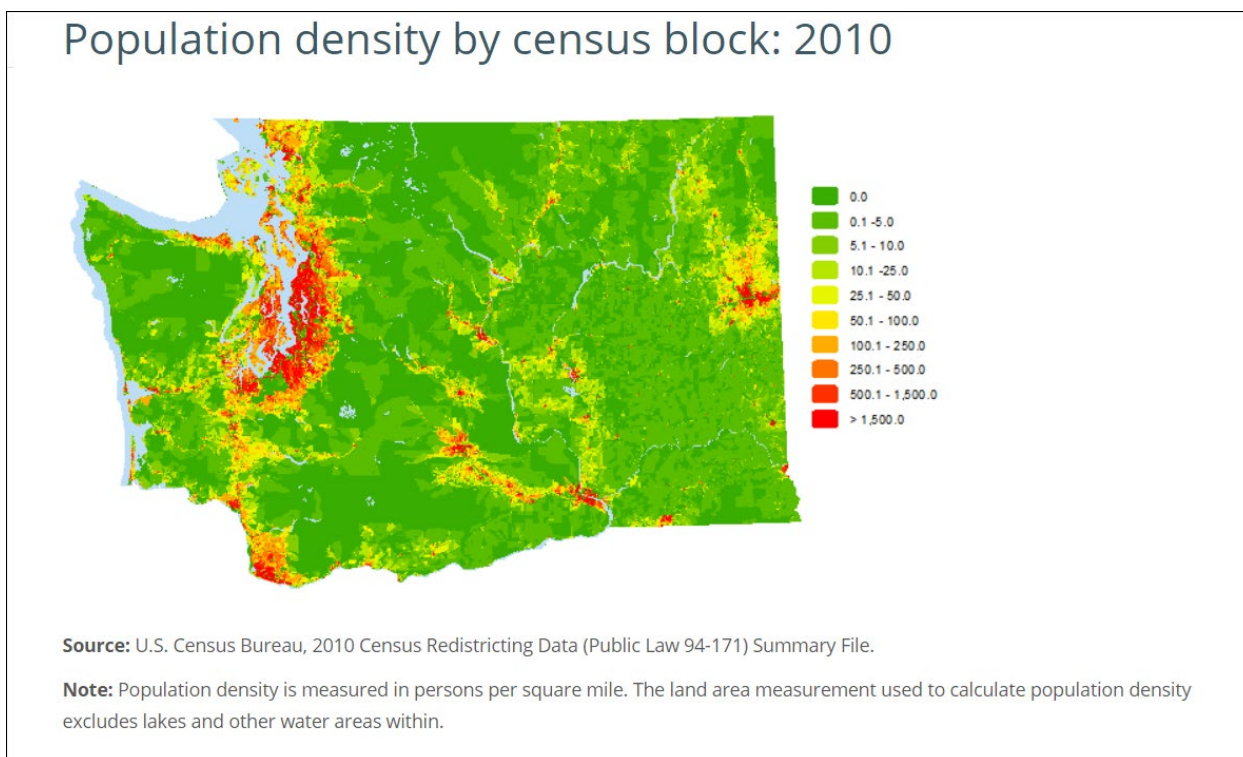 Population density by census block: 2010
0.0
0.1 -5.0
5.1 - 10.0
10.1 -25.0
25.1 - 50.0
50.1 - 100.0
100.1 - 250.0
250.1 - 500.0
500.1 - 1,500.0
> 1,500.0
Source: U.S. Census Bureau, 2010 Census Redistricting Data (Public Law 94-171) Summary File.
Note: Population density is measured in persons per square mile. The land area measurement used to calculate population density
excludes lakes and other water areas within.